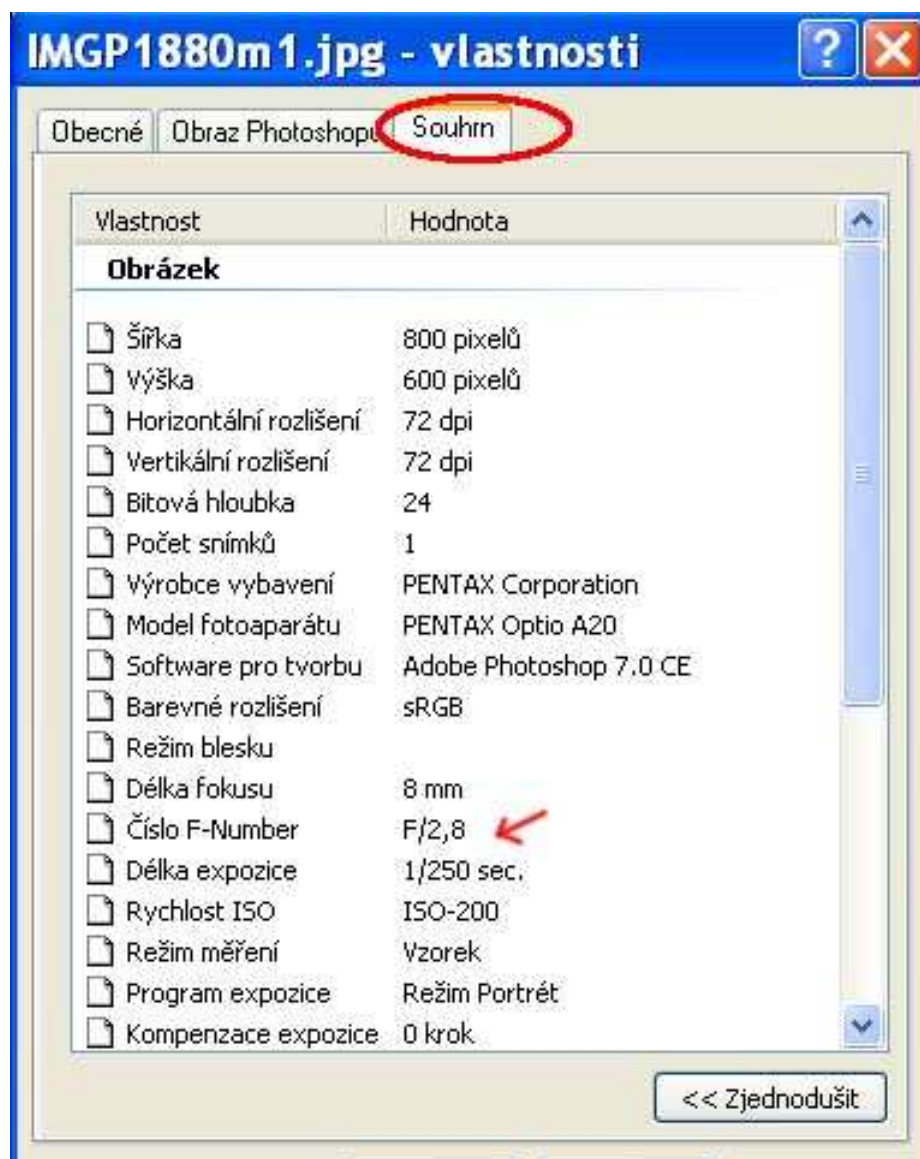 IMGP1880m1.jpg - vlastnosti
Obecné Obraz Photoshopu Souhrn
Vlastnost Hodnota
Obrázek
Šířka 800 pixelů
Výška 600 pixelů
Horizontální rozlišení 72 dpi
Vertikální rozlišení 72 dpi
Bitová hloubka 24
Počet snímků 1
Výrobce vybavení PENTAX Corporation
Model fotoaparátu PENTAX Optio A20
Software pro tvorbu Adobe Photoshop 7.0 CE
Barevné rozlišení sRGB
Režim blesku
Délka fokusu 8 mm
Číslo F-Number F/2,8
Délka expozice 1/250 sec.
Rychlost ISO ISO-200
Režim měření Vzorek
Program expozice Režim Portrét
Kompenzace expozice 0 krok
<< Zjednodušit